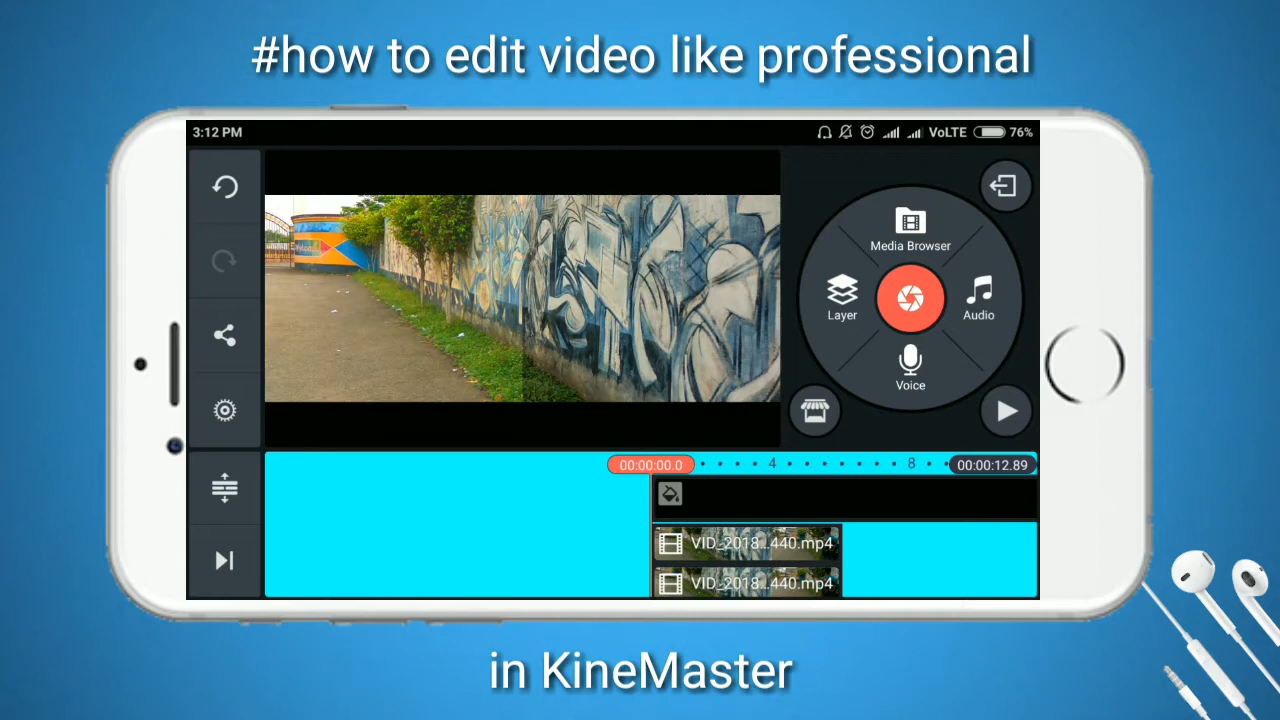 #how to edit video like professional
3:12 PM
VoLTE 76%
Media Browser
Layer
Audio
Voice
00:00:00.0
4
8
00:00:12.89
VID_2018...440.mp4
VID_2018...440.mp4
in KineMaster